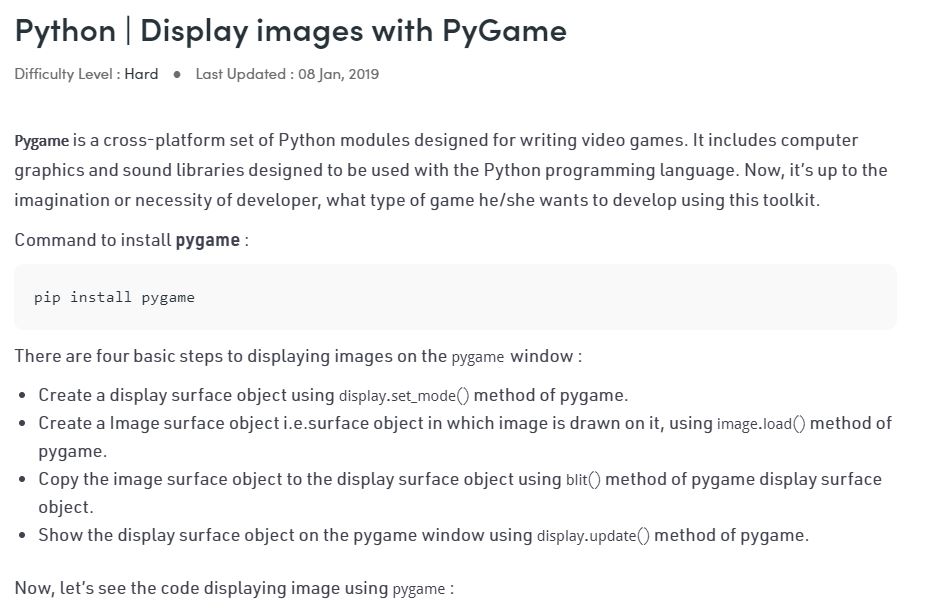 Python | Display images with PyGame
Difficulty Level : Hard ● Last Updated : 08 Jan, 2019
Pygame is a cross-platform set of Python modules designed for writing video games. It includes computer
graphics and sound libraries designed to be used with the Python programming language. Now, it's up to the
imagination or necessity of developer, what type of game he/she wants to develop using this toolkit.
Command to install pygame :
pip install pygame
There are four basic steps to displaying images on the pygame window :
• Create a display surface object using display.set_mode() method of pygame.
• Create a Image surface object i.e.surface object in which image is drawn on it, using image.load() method of
pygame.
• Copy the image surface object to the display surface object using blit() method of pygame display surface
object.
• Show the display surface object on the pygame window using display.update() method of pygame.
Now, let's see the code displaying image using pygame :